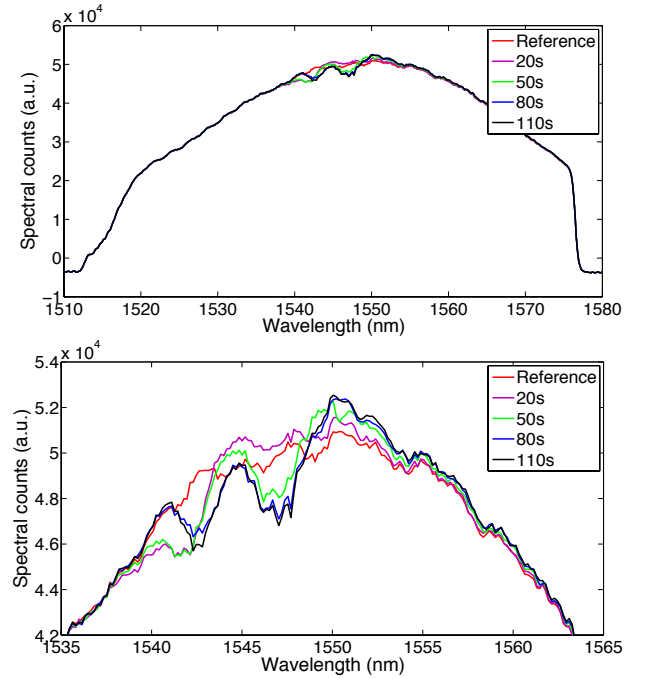 6 x 10⁴
5
4
3
2
1
0
−1
1510 1520 1530 1540 1550 1560 1570 1580
Spectral counts (a.u.)
Wavelength (nm)
Reference
20s
50s
80s
110s
5.4 x 10⁴
5.2
5
4.8
4.6
4.4
4.2
1535 1540 1545 1550 1555 1560 1565
Spectral counts (a.u.)
Wavelength (nm)
Reference
20s
50s
80s
110s